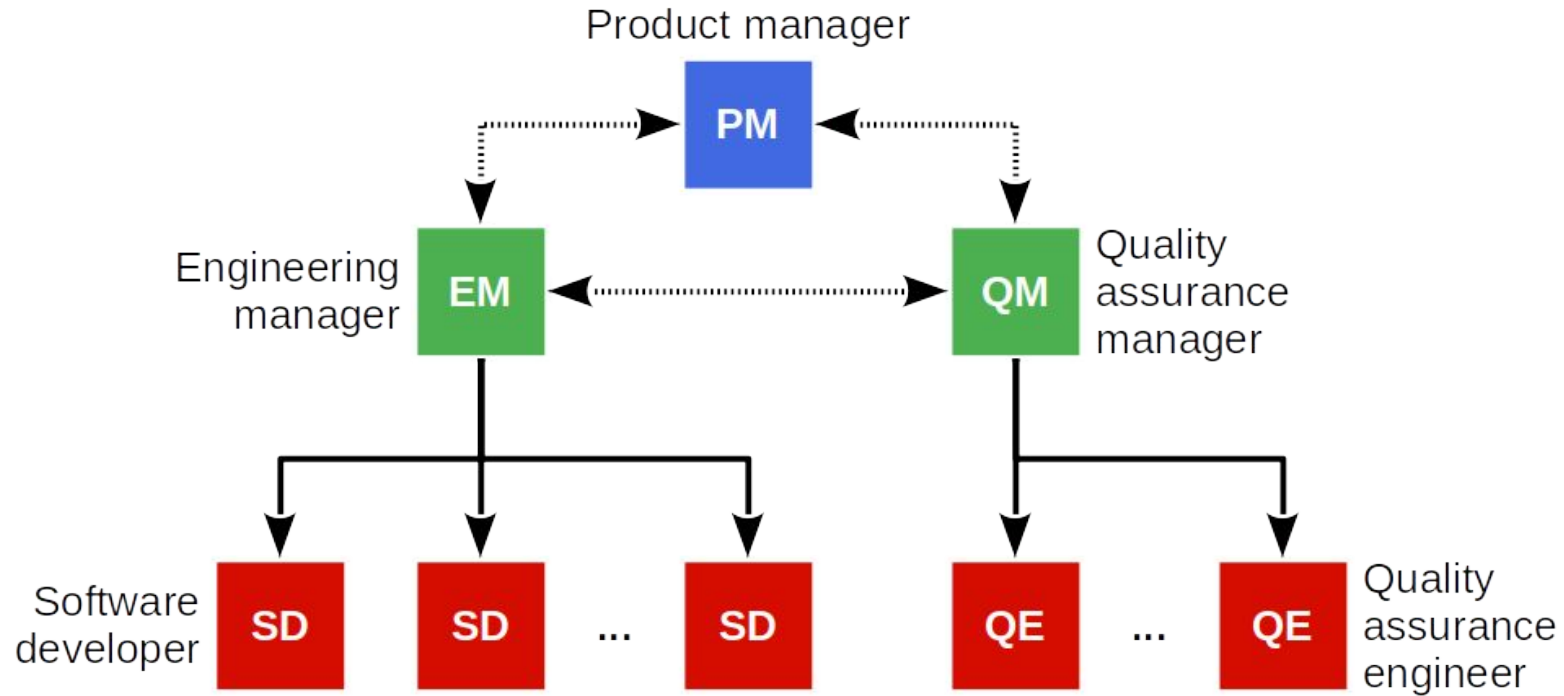 Product manager
PM
Engineering
manager
EM
QM
Quality
assurance
manager
Software
developer
SD
SD
...
SD
QE
...
QE
Quality
assurance
engineer